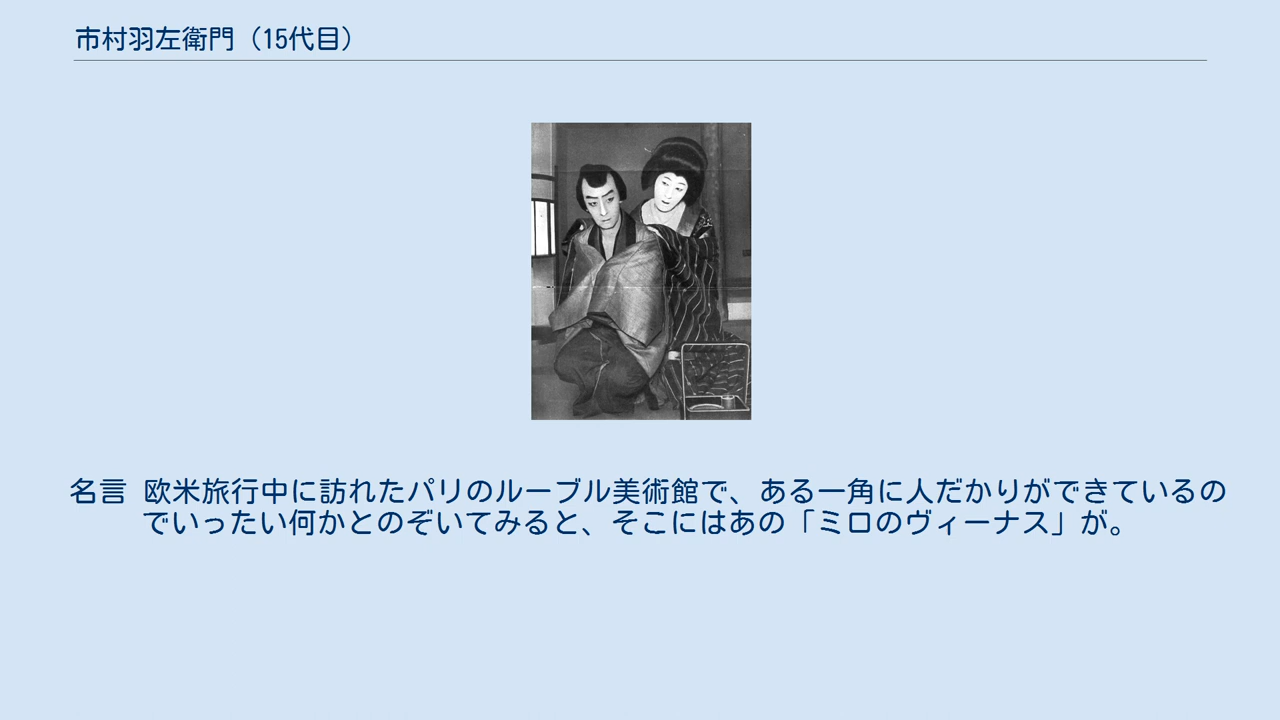 市村羽左衛門（15代目）
名言 欧米旅行中に訪れたパリのルーブル美術館で、ある一角に人だかりができているの
でいったい何かとのぞいてみると、そこにはあの「ミロのヴィーナス」が。